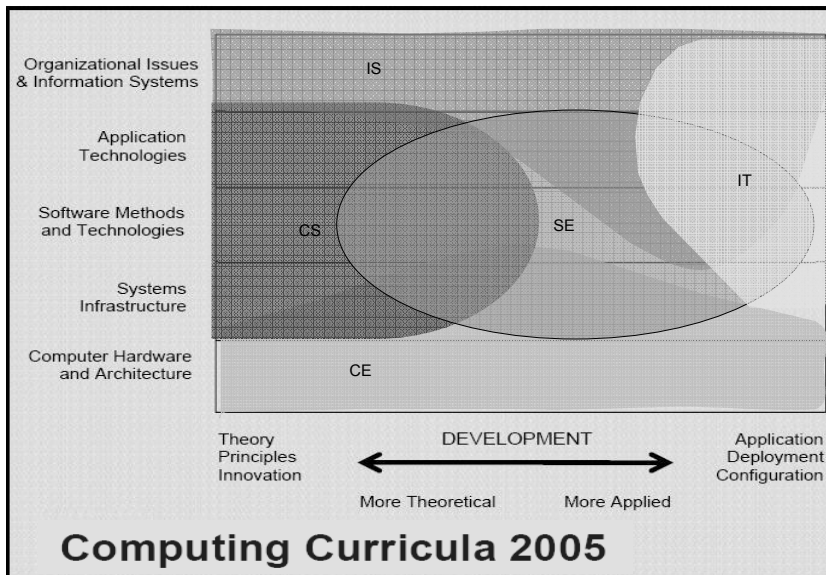 Organizational Issues
& Information Systems
IS
Application
Technologies
IT
Software Methods
and Technologies
CS
SE
Systems
Infrastructure
Computer Hardware
and Architecture
CE
Theory
Principles
Innovation
DEVELOPMENT
More Theoretical
More Applied
Application
Deployment
Configuration
Computing Curricula 2005